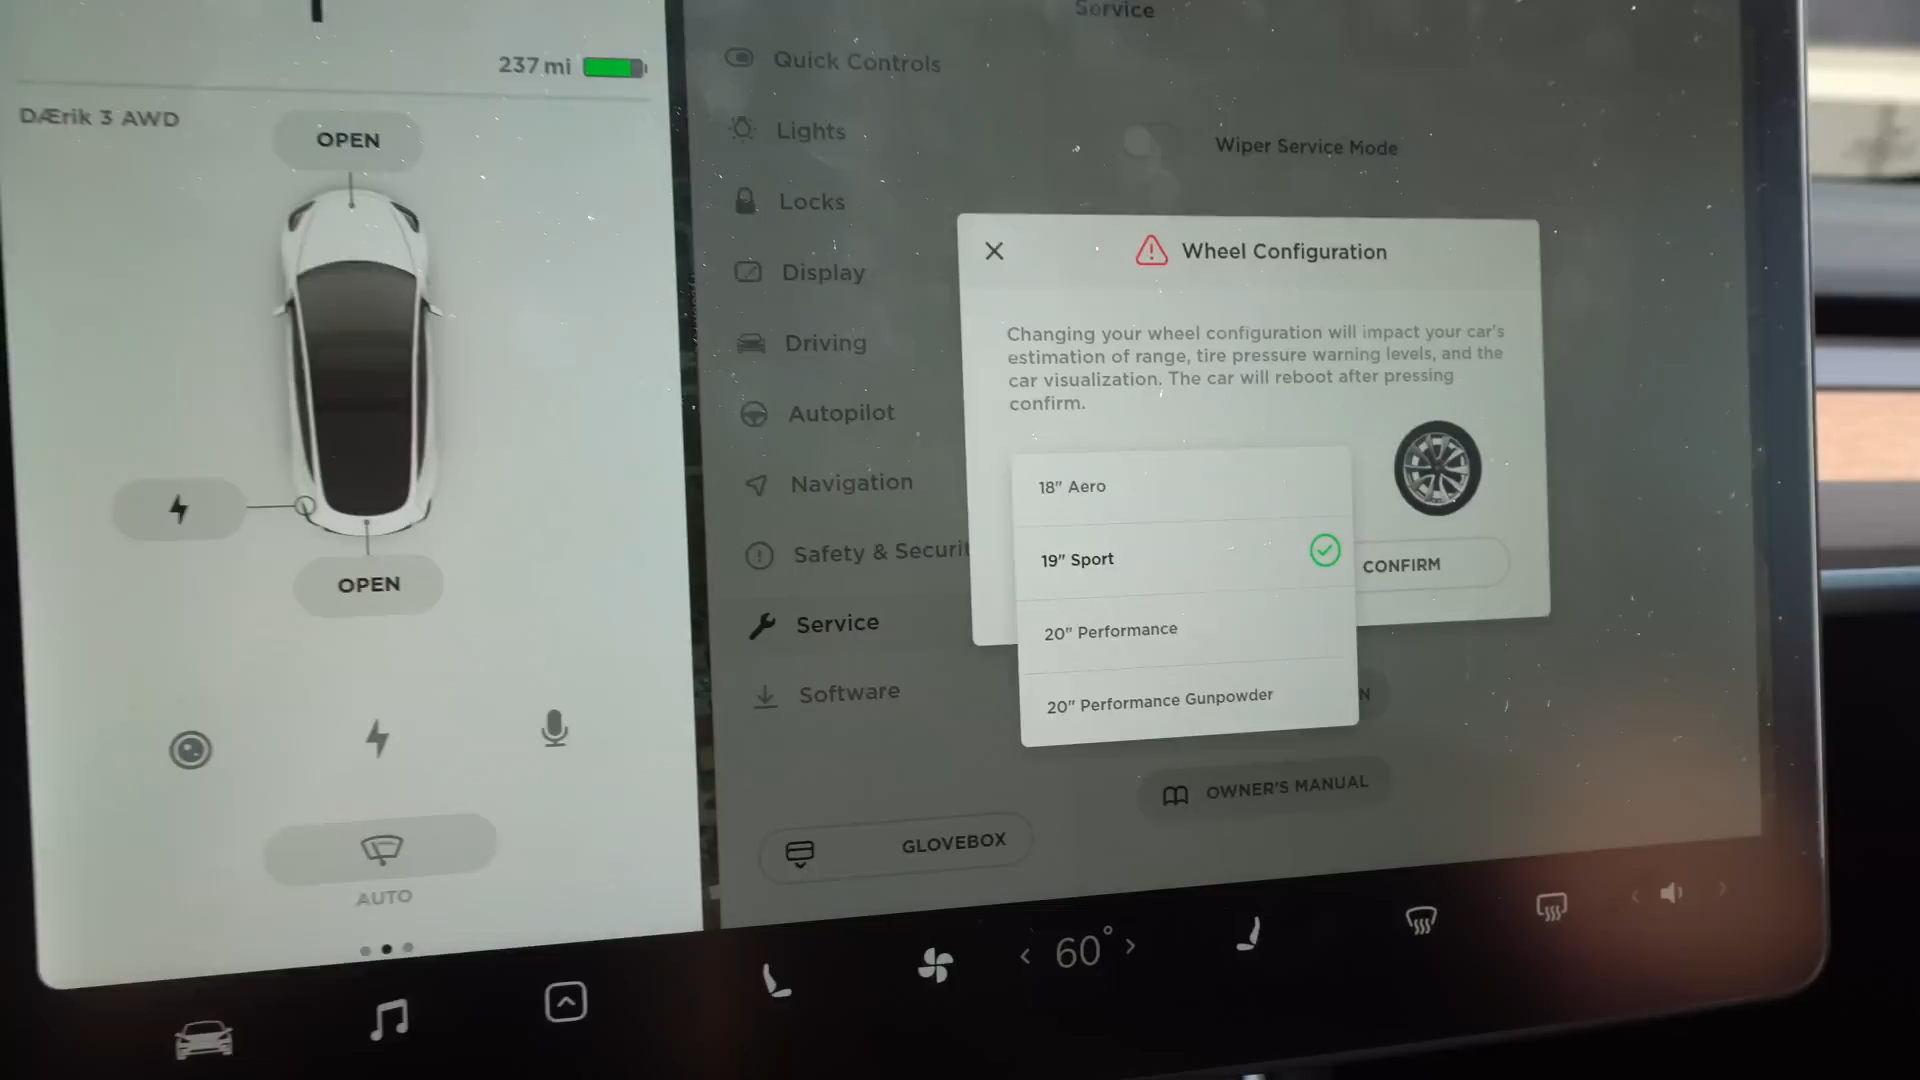 237 mi
DÆrik 3 AWD
OPEN
OPEN
AUTO
Service
Quick Controls
Lights
Locks
Display
Driving
Autopilot
Navigation
Safety & Securit
Service
Software
GLOVEBOX
Wiper Service Mode
Wheel Configuration
Changing your wheel configuration will impact your car's
estimation of range, tire pressure warning levels, and the
car visualization. The car will reboot after pressing
confirm.
18" Aero
19" Sport
20" Performance
20" Performance Gunpowder
CONFIRM
N
OWNER'S MANUAL
60°